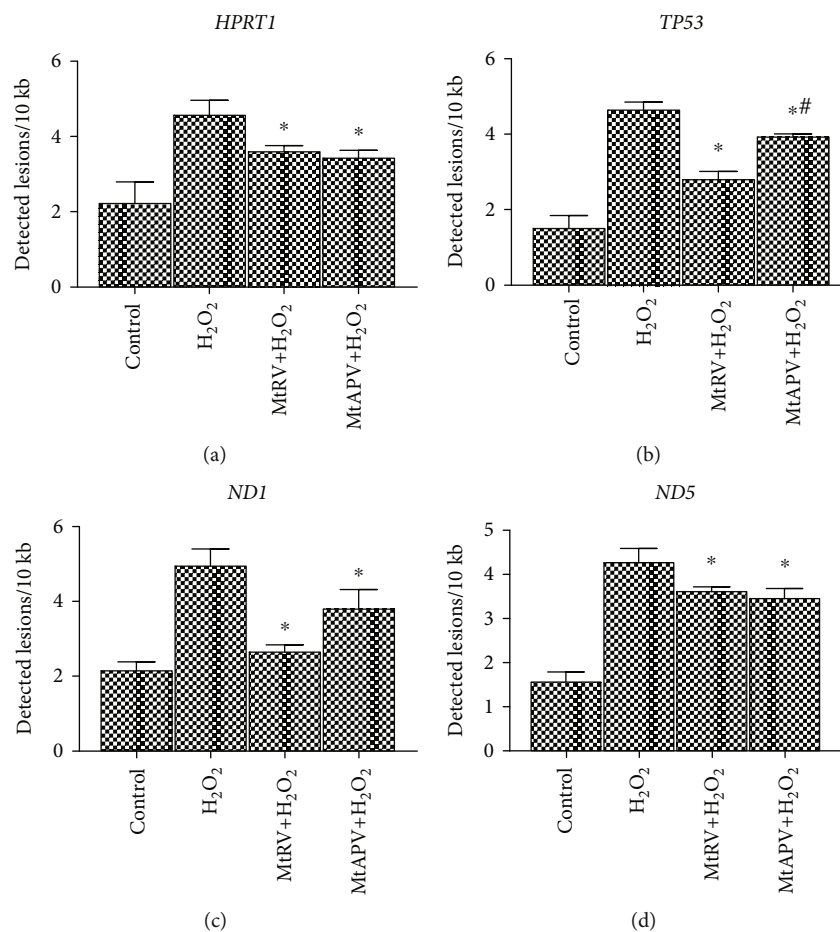 HPRT1
Detected lesions/10 kb
6
4
2
0
Control
H₂O₂
MtRV+H₂O₂
MtAPV+H₂O₂
*
*
(a)
TP53
Detected lesions/10 kb
6
4
2
0
Control
H₂O₂
MtRV+H₂O₂
MtAPV+H₂O₂
*
*#
(b)
ND1
Detected lesions/10 kb
6
4
2
0
Control
H₂O₂
MtRV+H₂O₂
MtAPV+H₂O₂
*
*
(c)
ND5
Detected lesions/10 kb
5
4
3
2
1
0
Control
H₂O₂
MtRV+H₂O₂
MtAPV+H₂O₂
*
*
(d)